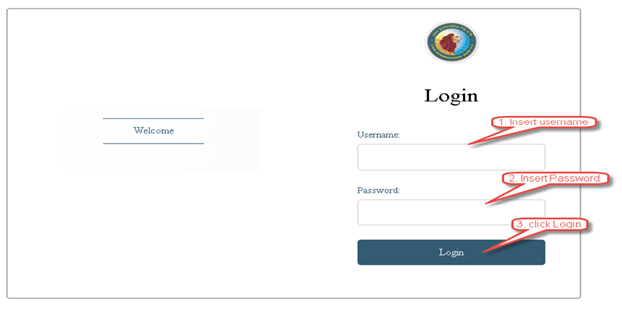 Login
1. Insert username
Welcome
Username:
2. Insert Password
Password:
3. click Login
Login